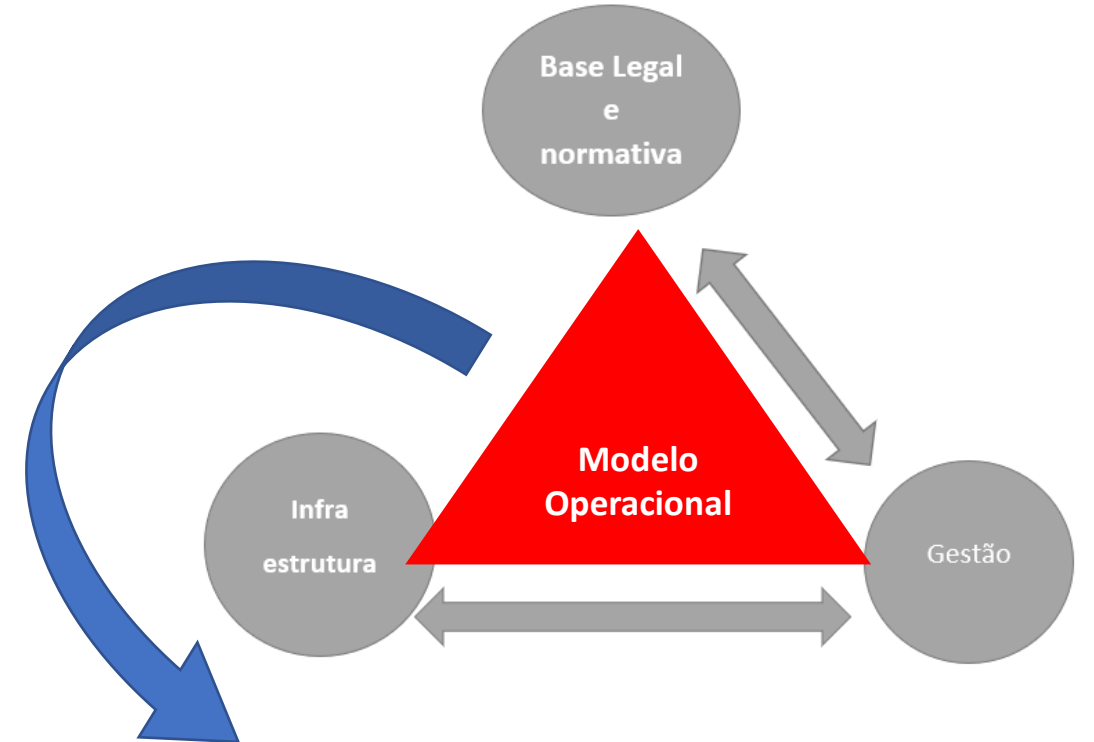 Base Legal
e
normativa
Modelo
Operacional
Infra
estrutura
Gestão